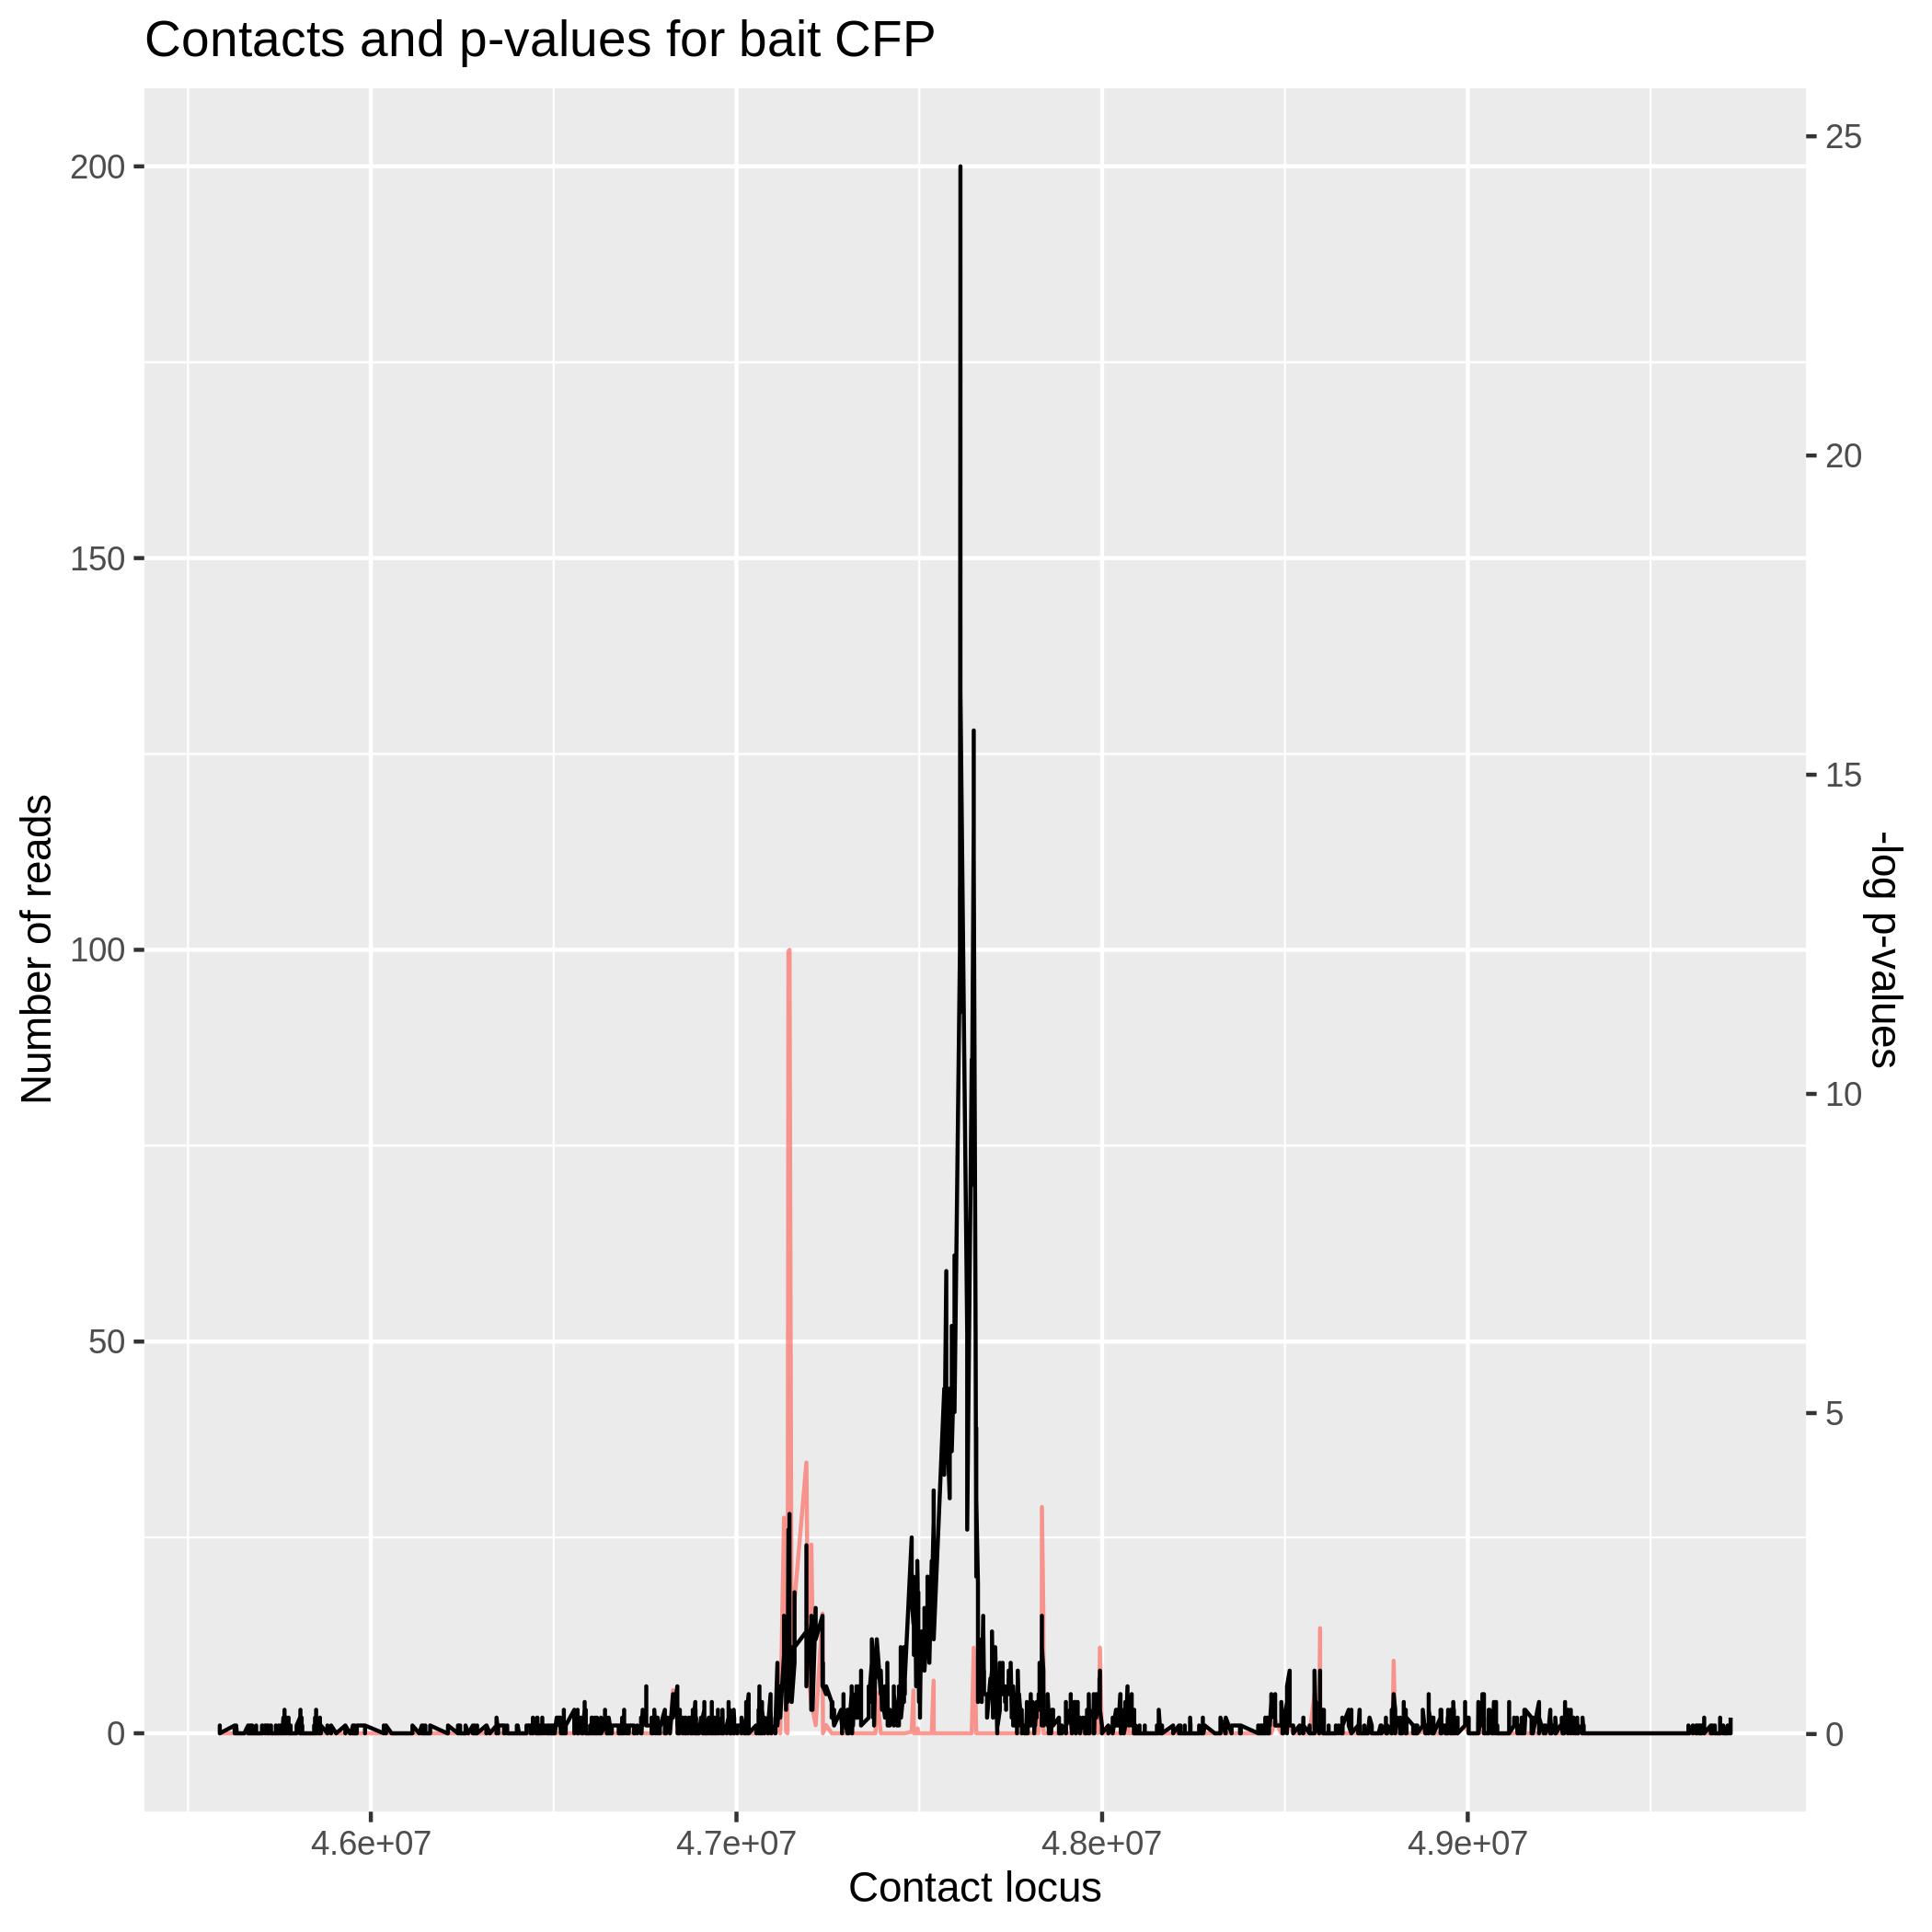 Contacts and p-values for bait CFP
200
150
100
50
0
Number of reads
25
20
15
10
5
0
-log p-values
4.6e+07
4.7e+07
4.8e+07
4.9e+07
Contact locus